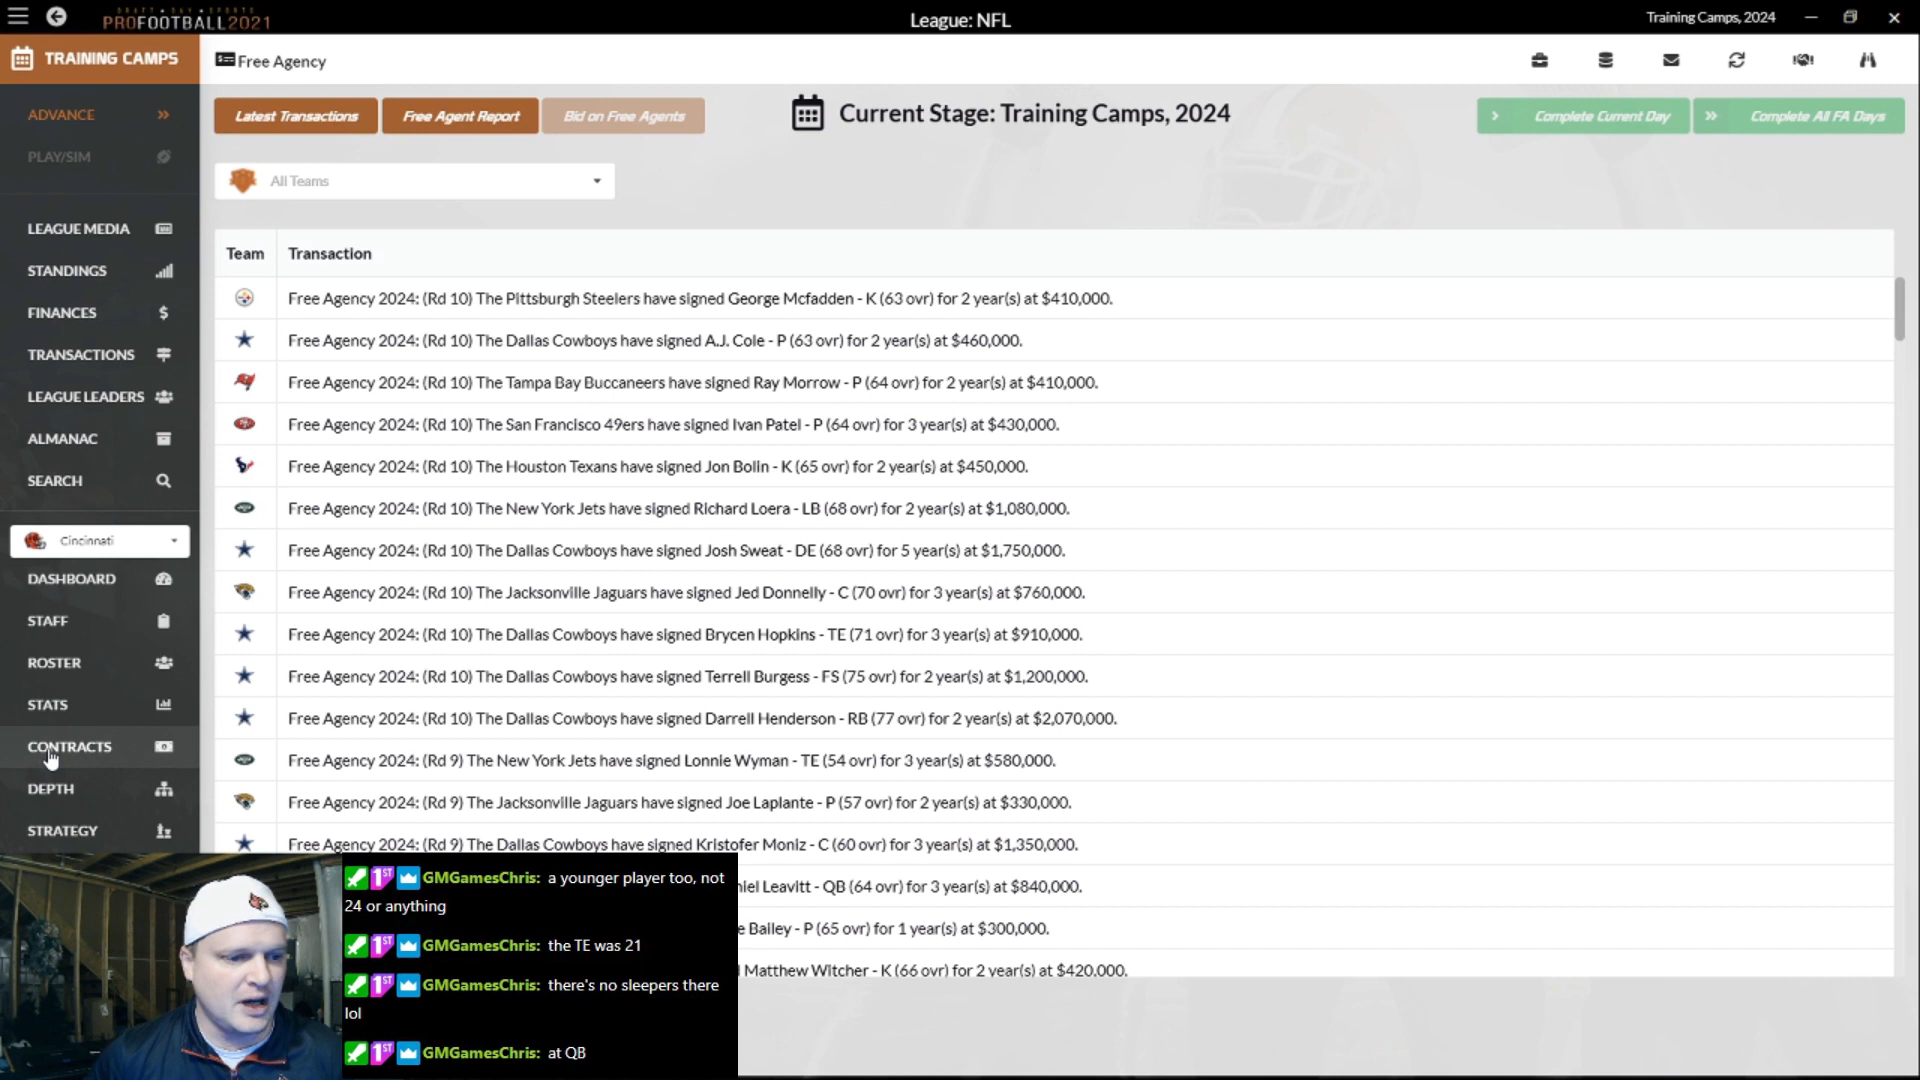 DRAFT DAY SPORTS
PROFOOTBALL2021
League: NFL
Training Camps, 2024
TRAINING CAMPS
Free Agency
ADVANCE
PLAY/SIM
Latest Transactions
Free Agent Report
Bid on Free Agents
Current Stage: Training Camps, 2024
Complete Current Day
Complete All FA Days
All Teams
LEAGUE MEDIA
STANDINGS
FINANCES
TRANSACTIONS
LEAGUE LEADERS
ALMANAC
SEARCH
Cincinnati
DASHBOARD
STAFF
ROSTER
STATS
CONTRACTS
DEPTH
STRATEGY
Team Transaction
Free Agency 2024: (Rd 10) The Pittsburgh Steelers have signed George Mcfadden - K (63 ovr) for 2 year(s) at $410,000.
Free Agency 2024: (Rd 10) The Dallas Cowboys have signed A.J. Cole - P (63 ovr) for 2 year(s) at $460,000.
Free Agency 2024: (Rd 10) The Tampa Bay Buccaneers have signed Ray Morrow - P (64 ovr) for 2 year(s) at $410,000.
Free Agency 2024: (Rd 10) The San Francisco 49ers have signed Ivan Patel - P (64 ovr) for 3 year(s) at $430,000.
Free Agency 2024: (Rd 10) The Houston Texans have signed Jon Bolin - K (65 ovr) for 2 year(s) at $450,000.
Free Agency 2024: (Rd 10) The New York Jets have signed Richard Loera - LB (68 ovr) for 2 year(s) at $1,080,000.
Free Agency 2024: (Rd 10) The Dallas Cowboys have signed Josh Sweat - DE (68 ovr) for 5 year(s) at $1,750,000.
Free Agency 2024: (Rd 10) The Jacksonville Jaguars have signed Jed Donnelly - C (70 ovr) for 3 year(s) at $760,000.
Free Agency 2024: (Rd 10) The Dallas Cowboys have signed Brycen Hopkins - TE (71 ovr) for 3 year(s) at $910,000.
Free Agency 2024: (Rd 10) The Dallas Cowboys have signed Terrell Burgess - FS (75 ovr) for 2 year(s) at $1,200,000.
Free Agency 2024: (Rd 10) The Dallas Cowboys have signed Darrell Henderson - RB (77 ovr) for 2 year(s) at $2,070,000.
Free Agency 2024: (Rd 9) The New York Jets have signed Lonnie Wyman - TE (54 ovr) for 3 year(s) at $580,000.
Free Agency 2024: (Rd 9) The Jacksonville Jaguars have signed Joe Laplante - P (57 ovr) for 2 year(s) at $330,000.
Free Agency 2024: (Rd 9) The Dallas Cowboys have signed Kristofer Moniz - C (60 ovr) for 3 year(s) at $1,350,000.
niel Leavitt - QB (64 ovr) for 3 year(s) at $840,000.
e Bailey - P (65 ovr) for 1 year(s) at $300,000.
Matthew Witcher - K (66 ovr) for 2 year(s) at $420,000.
1ST GMGamesChris: a younger player too, not
24 or anything
1ST GMGamesChris: the TE was 21
1ST GMGamesChris: there's no sleepers there
lol
1ST GMGamesChris: at QB